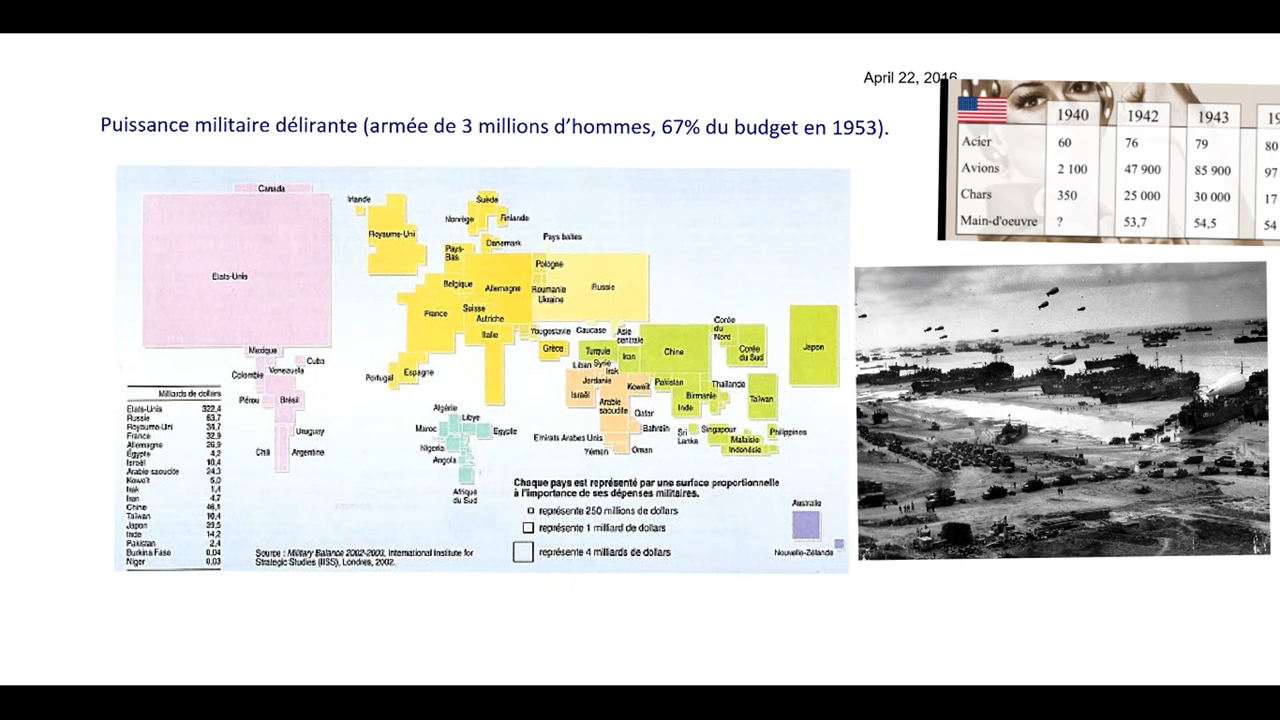 April 22, 2016
Puissance militaire délirante (armée de 3 millions d’hommes, 67% du budget en 1953).
1940 1942 1943
Acier 60 76 79 80
Avions 2 100 47 900 85 900 97
Chars 350 25 000 30 000 17
Main-d'oeuvre ? 53,7 54,5 54
Canada
Etats-Unis
Mexique
Cuba
Colombie
Venezuela
Pérou
Brésil
Uruguay
Chili
Argentine
Irlande
Royaume-Uni
Suède
Norvège
Finlande
Danemark
Pays baltes
Pays-
Bas
Pologne
Belgique
Allemagne
Roumanie
Ukraine
Russie
France
Suisse
Autriche
Italie
Yougoslavie
Grèce
Portugal
Espagne
Caucase
Asie
centrale
Turquie
Iran
Chine
Corée
du
Nord
Corée
du Sud
Japon
Liban
Syrie
Irak
Jordanie
Israël
Koweït
Pakistan
Thaïlande
Birmanie
Inde
Taïwan
Arabie
saoudite
Qatar
Bahreïn
Emirats Arabes Unis
Yémen
Oman
Sri
Lanka
Singapour
Malaisie
Indonésie
Philippines
Algérie
Libye
Maroc
Egypte
Nigeria
Angola
Afrique
du Sud
Australie
Nouvelle-Zélande
Milliards de dollars
Etats-Unis 322,4
Russie 63,7
Royaume-Uni 34,7
France 32,9
Allemagne 26,9
Égypte 4,2
Israël 10,4
Arabie saoudite 24,3
Koweït 5,0
Irak 1,4
Iran 4,7
Chine 46,1
Taïwan 10,4
Japon 39,5
Inde 14,2
Pakistan 2,4
Burkina Faso 0,04
Niger 0,03
Source : Military Balance 2002-2003, International Institute for
Strategic Studies (IISS), Londres, 2002.
Chaque pays est représenté par une surface proportionnelle
à l'importance de ses dépenses militaires.
représente 250 millions de dollars
représente 1 milliard de dollars
représente 4 milliards de dollars